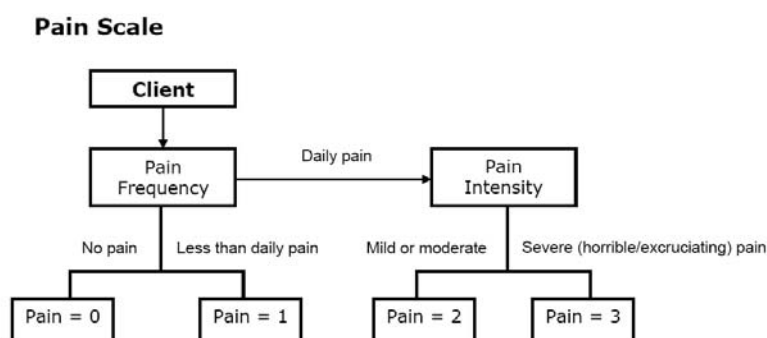 Pain Scale
Client
Pain
Frequency
Daily pain
Pain
Intensity
No pain
Less than daily pain
Mild or moderate
Severe (horrible/excruciating) pain
Pain = 0
Pain = 1
Pain = 2
Pain = 3